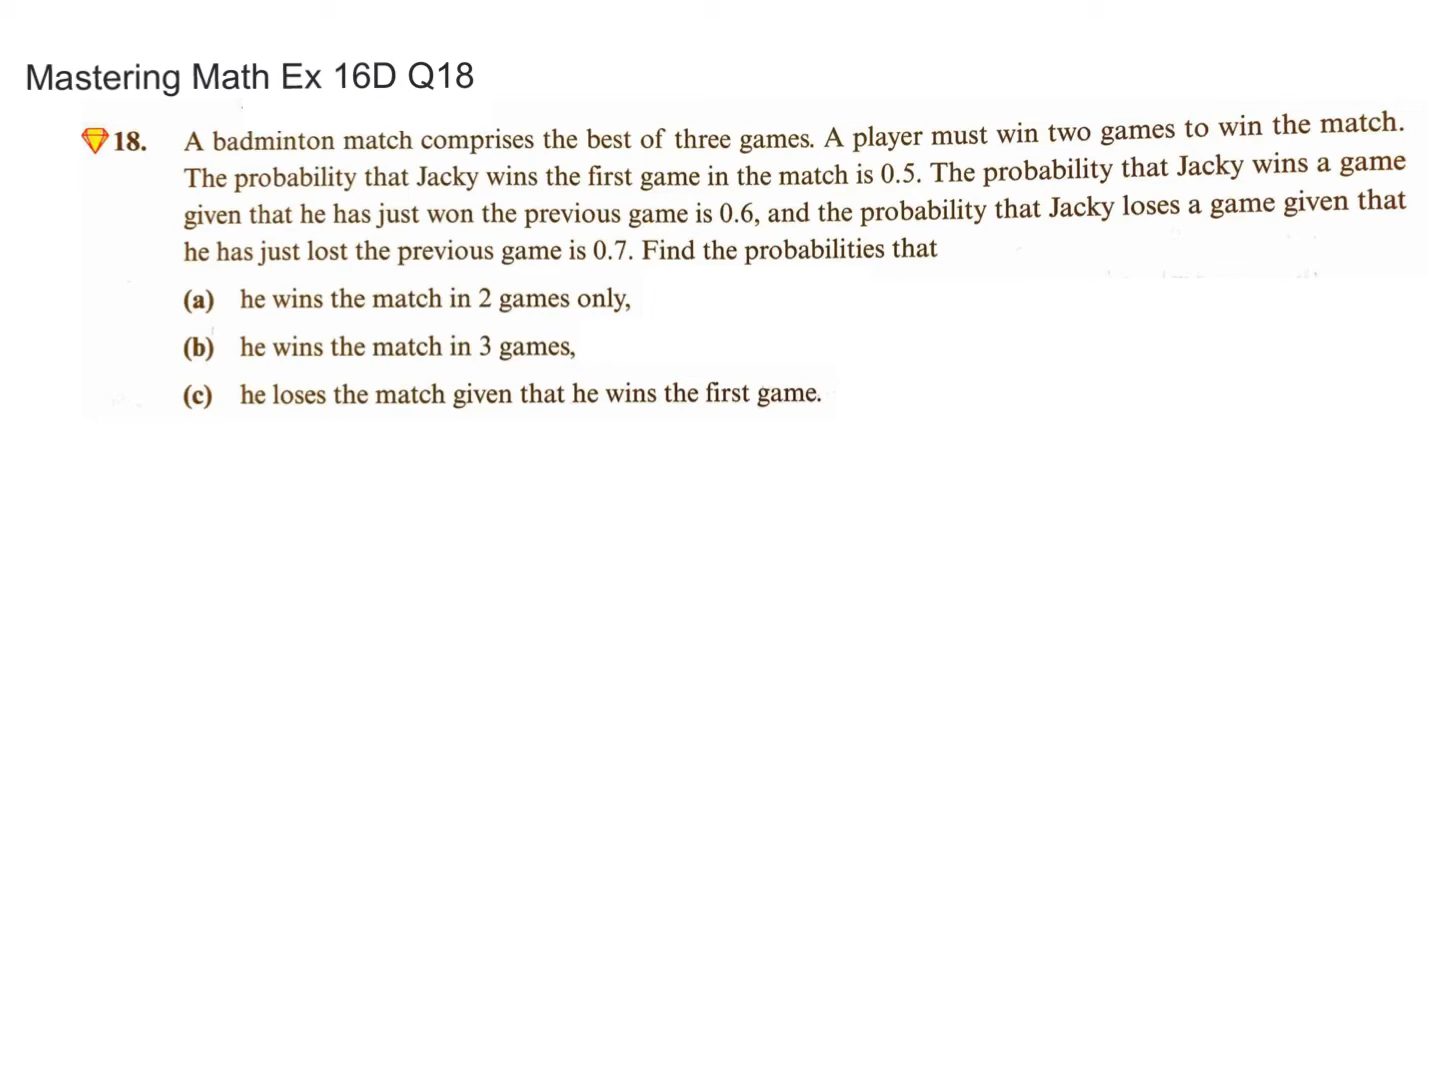 Mastering Math Ex 16D Q18
18. A badminton match comprises the best of three games. A player must win two games to win the match.
The probability that Jacky wins the first game in the match is 0.5. The probability that Jacky wins a game
given that he has just won the previous game is 0.6, and the probability that Jacky loses a game given that
he has just lost the previous game is 0.7. Find the probabilities that
(a) he wins the match in 2 games only,
(b) he wins the match in 3 games,
(c) he loses the match given that he wins the first game.